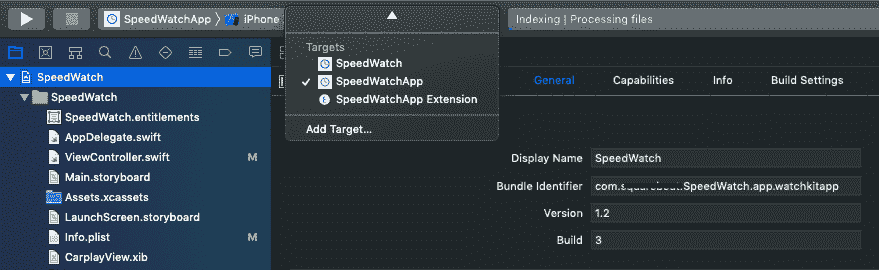 SpeedWatchApp
iPhone
Indexing | Processing files
Targets
SpeedWatch
SpeedWatchApp
SpeedWatchApp Extension
Add Target...
SpeedWatch
SpeedWatch
SpeedWatch.entitlements
AppDelegate.swift
ViewController.swift M
Main.storyboard
Assets.xcassets
LaunchScreen.storyboard
Info.plist M
CarplayView.xib
General Capabilities Info Build Settings
Display Name SpeedWatch
Bundle Identifier com. .SpeedWatch.app.watchkitapp
Version 1.2
Build 3